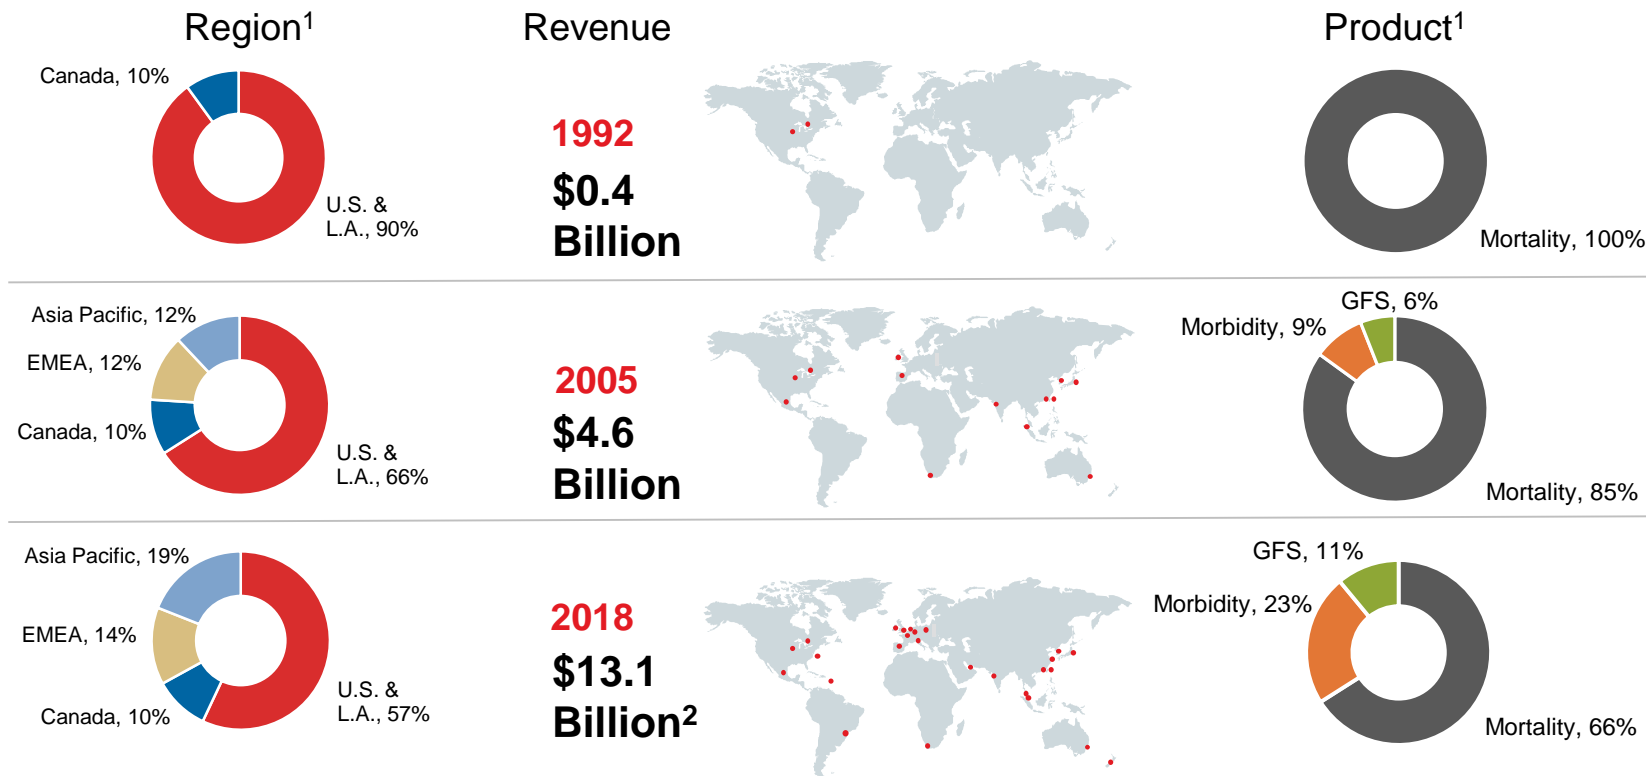 Region¹
Revenue
Product¹
Canada, 10%
U.S. &
L.A., 90%
1992
$0.4
Billion
Mortality, 100%
Asia Pacific, 12%
EMEA, 12%
Canada, 10%
U.S. &
L.A., 66%
2005
$4.6
Billion
GFS, 6%
Morbidity, 9%
Mortality, 85%
Asia Pacific, 19%
EMEA, 14%
Canada, 10%
U.S. &
L.A., 57%
2018
$13.1
Billion²
GFS, 11%
Morbidity, 23%
Mortality, 66%